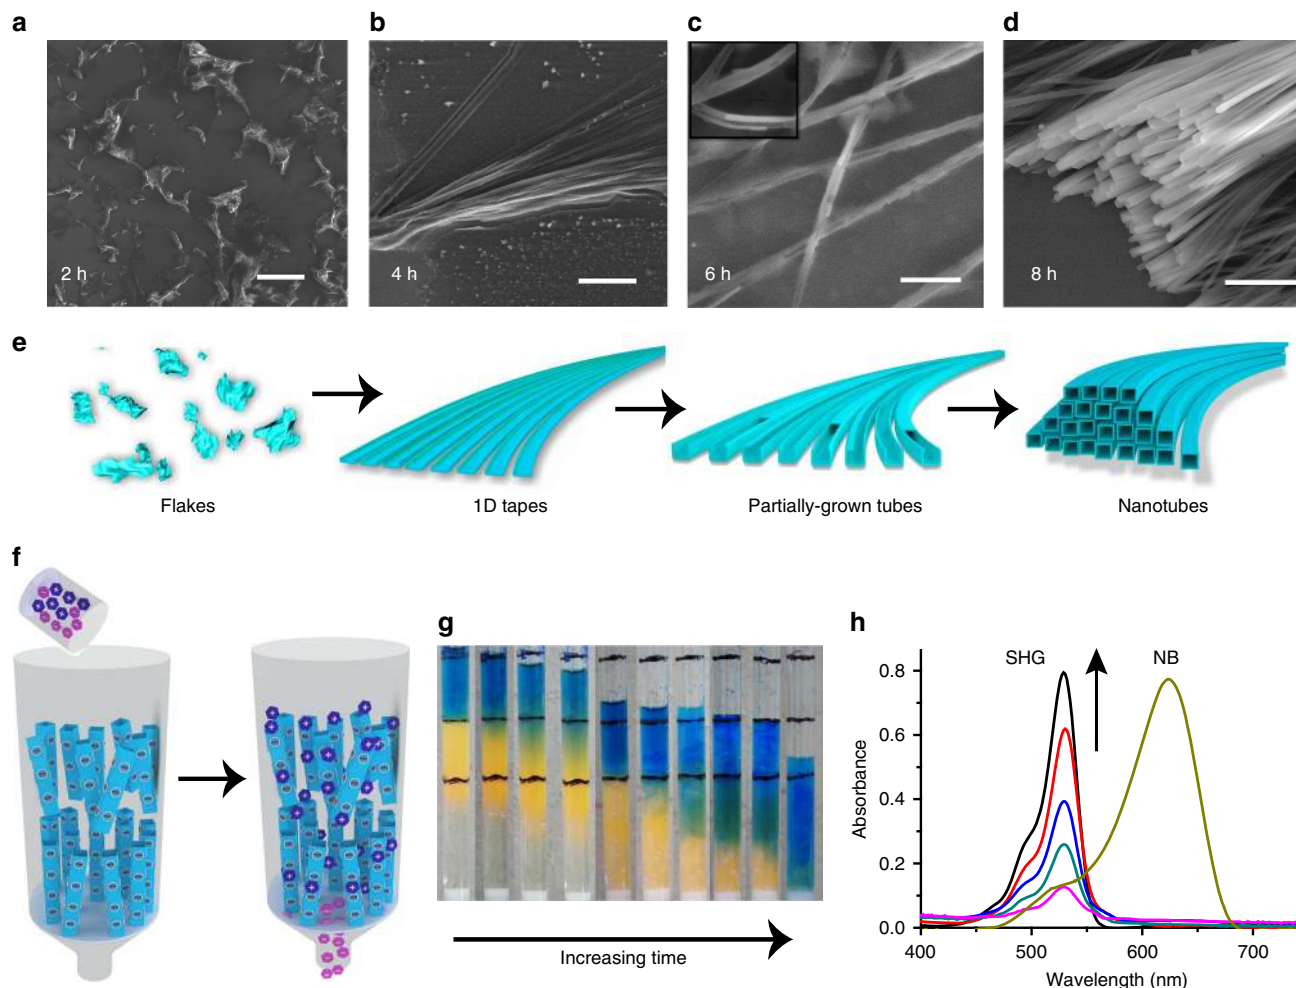 a
b
c
d
2 h
4 h
6 h
8 h
e
Flakes
1D tapes
Partially-grown tubes
Nanotubes
f
g
Increasing time
h
SHG
NB
0.8
0.6
0.4
0.2
0.0
Absorbance
400
500
600
700
Wavelength (nm)